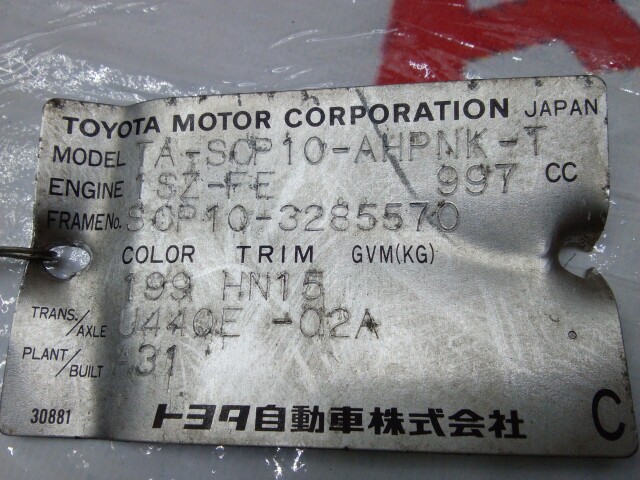 TOYOTA MOTOR CORPORATION JAPAN
MODEL TA-SCP10-AHPNK-T
ENGINE 1SZ-FE 997 CC
FRAME No. SCP10-3285570
COLOR TRIM GVM(KG)
199 HN15
TRANS./AXLE U440E -02A
PLANT/BUILT A31
30881 トヨタ自動車株式会社 C